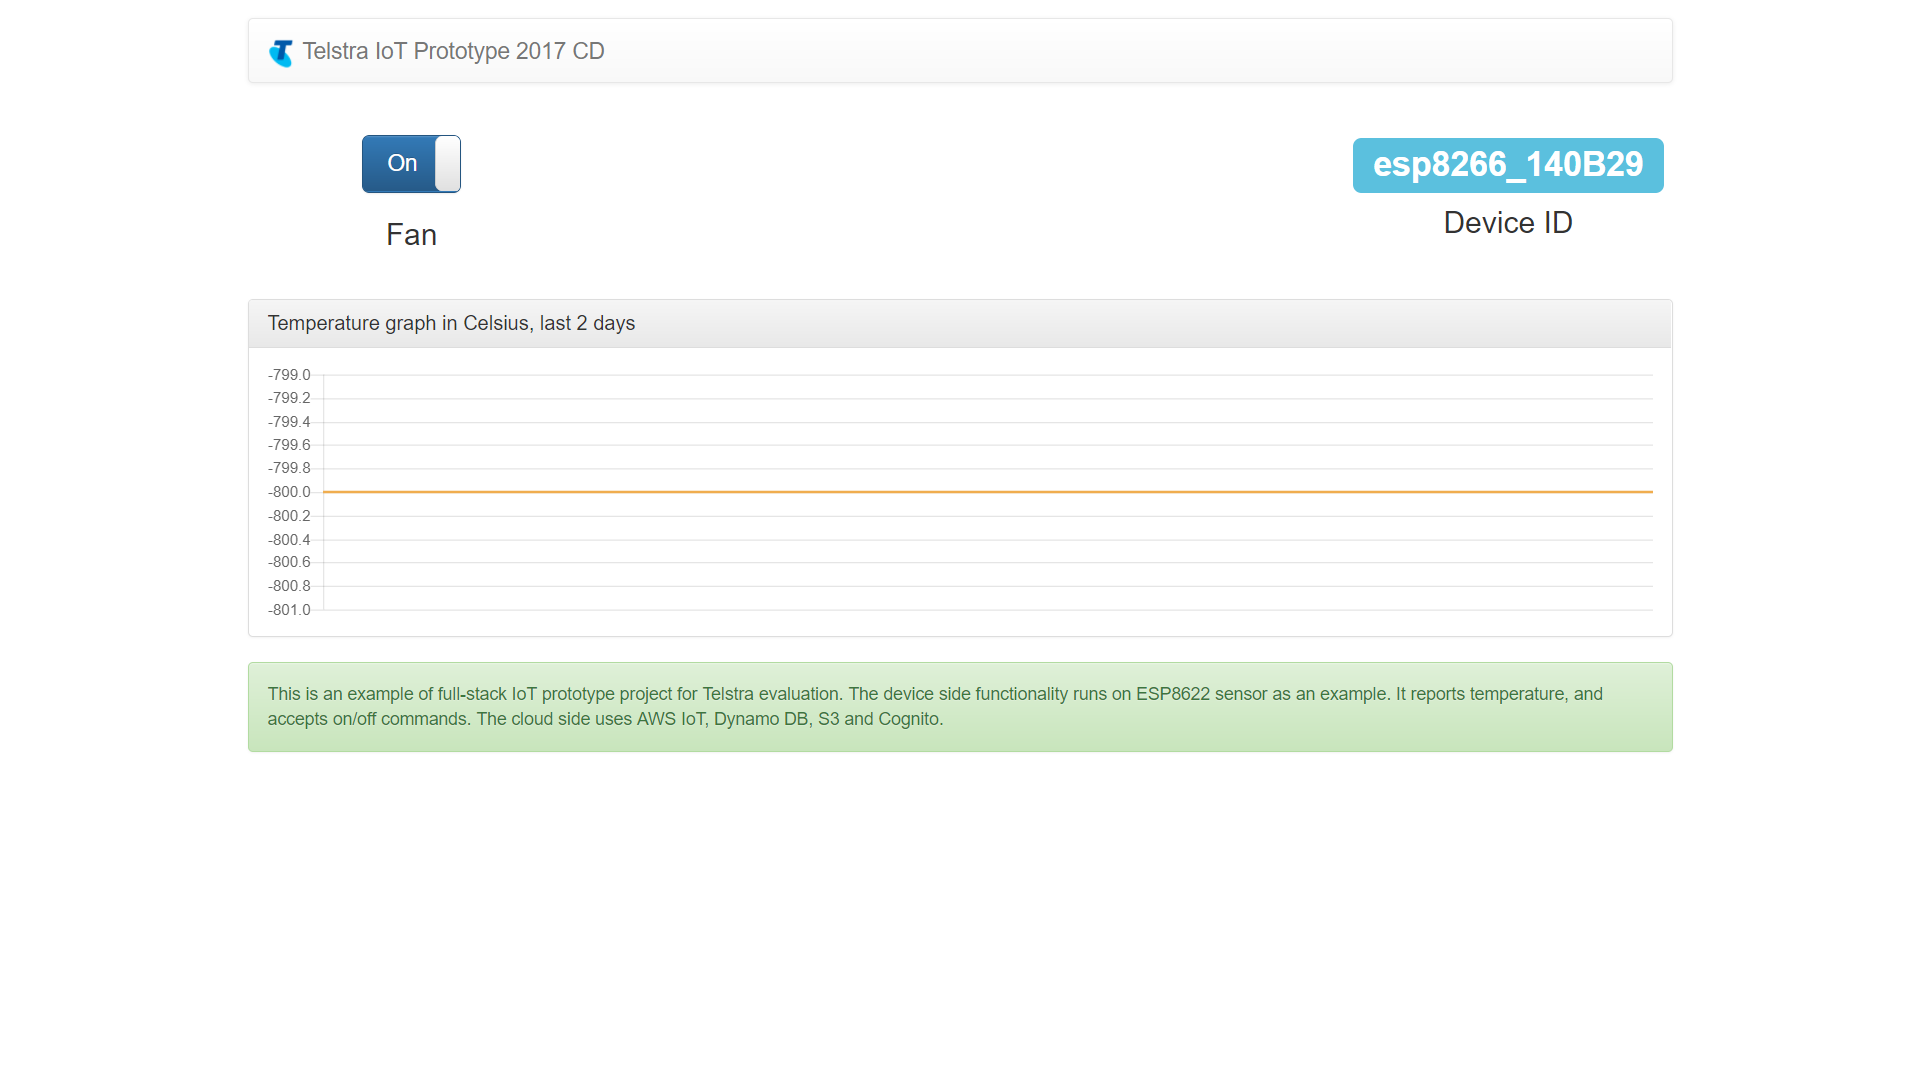 Telstra IoT Prototype 2017 CD
On
Fan
esp8266_140B29
Device ID
Temperature graph in Celsius, last 2 days
-799.0
-799.2
-799.4
-799.6
-799.8
-800.0
-800.2
-800.4
-800.6
-800.8
-801.0
This is an example of full-stack IoT prototype project for Telstra evaluation. The device side functionality runs on ESP8622 sensor as an example. It reports temperature, and
accepts on/off commands. The cloud side uses AWS IoT, Dynamo DB, S3 and Cognito.